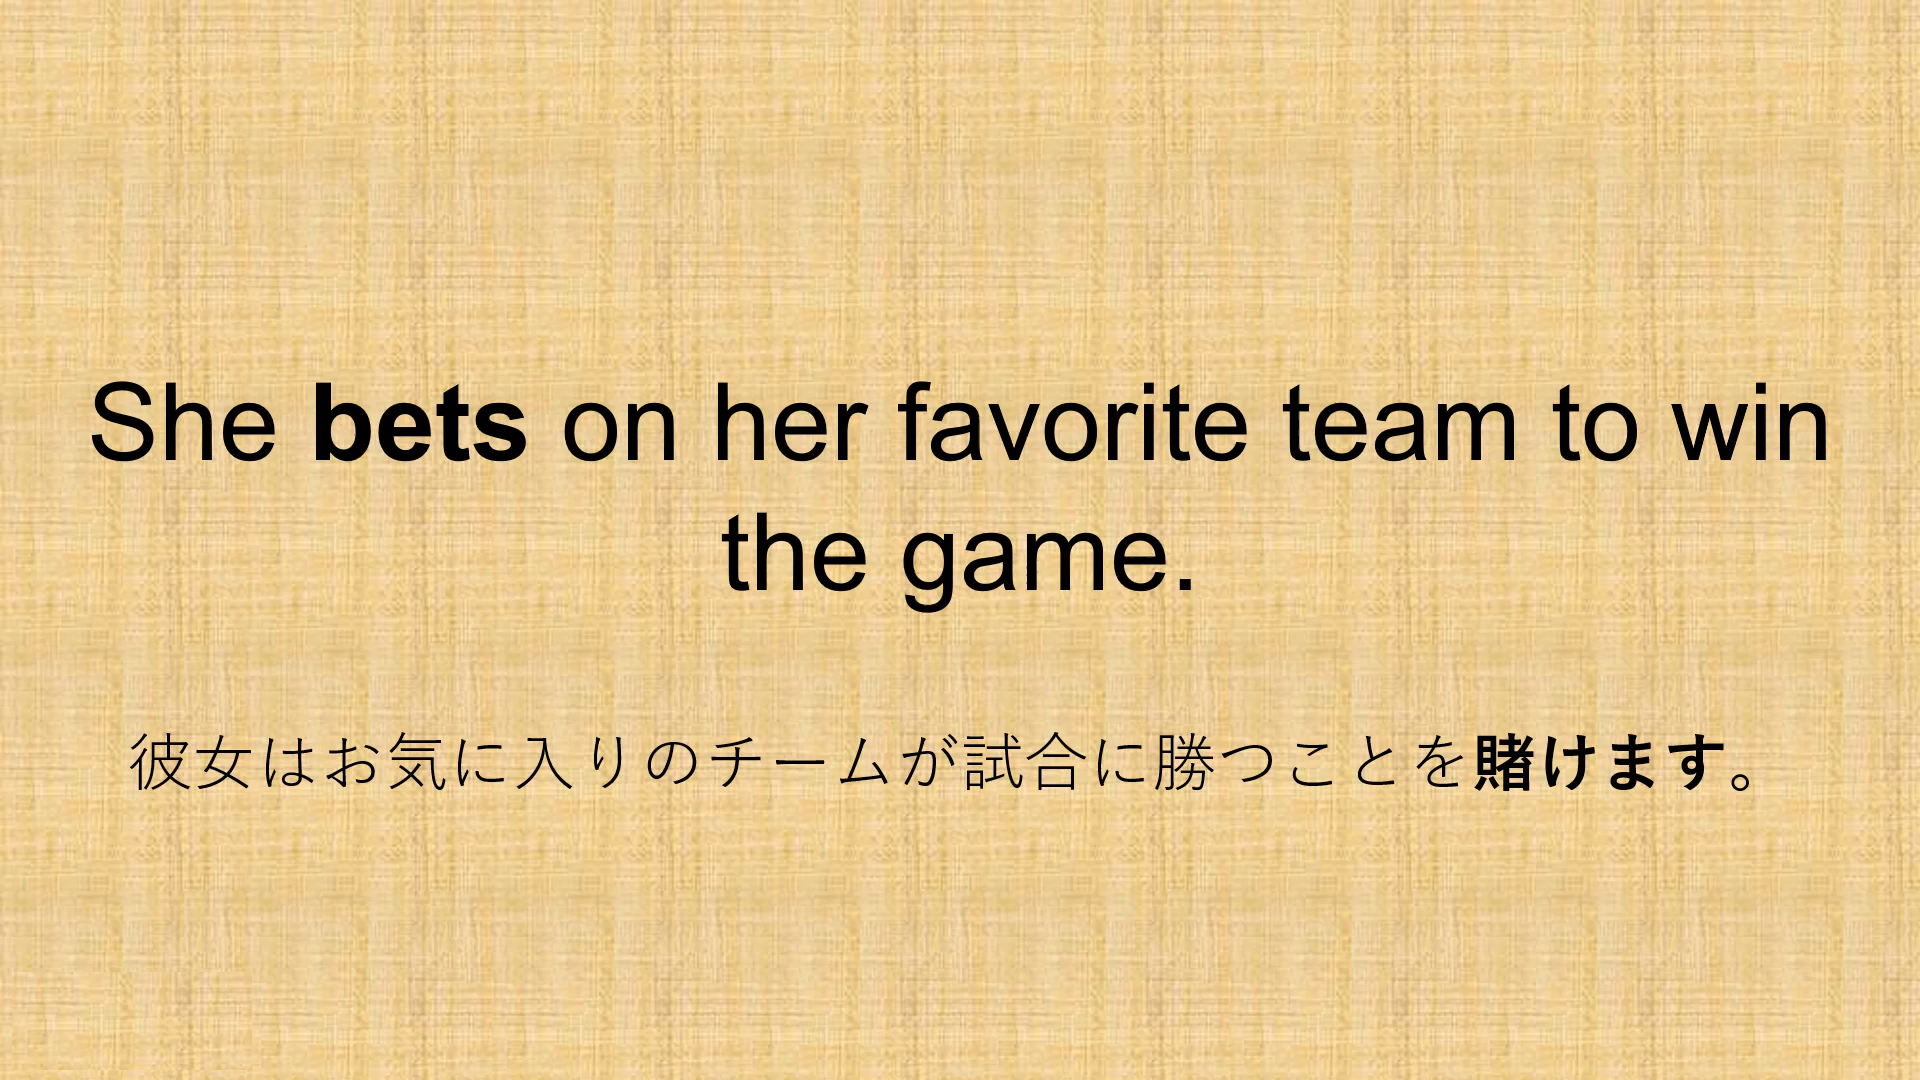 She bets on her favorite team to win
the game.
彼女はお気に入りのチームが試合に勝つことを賭けます。